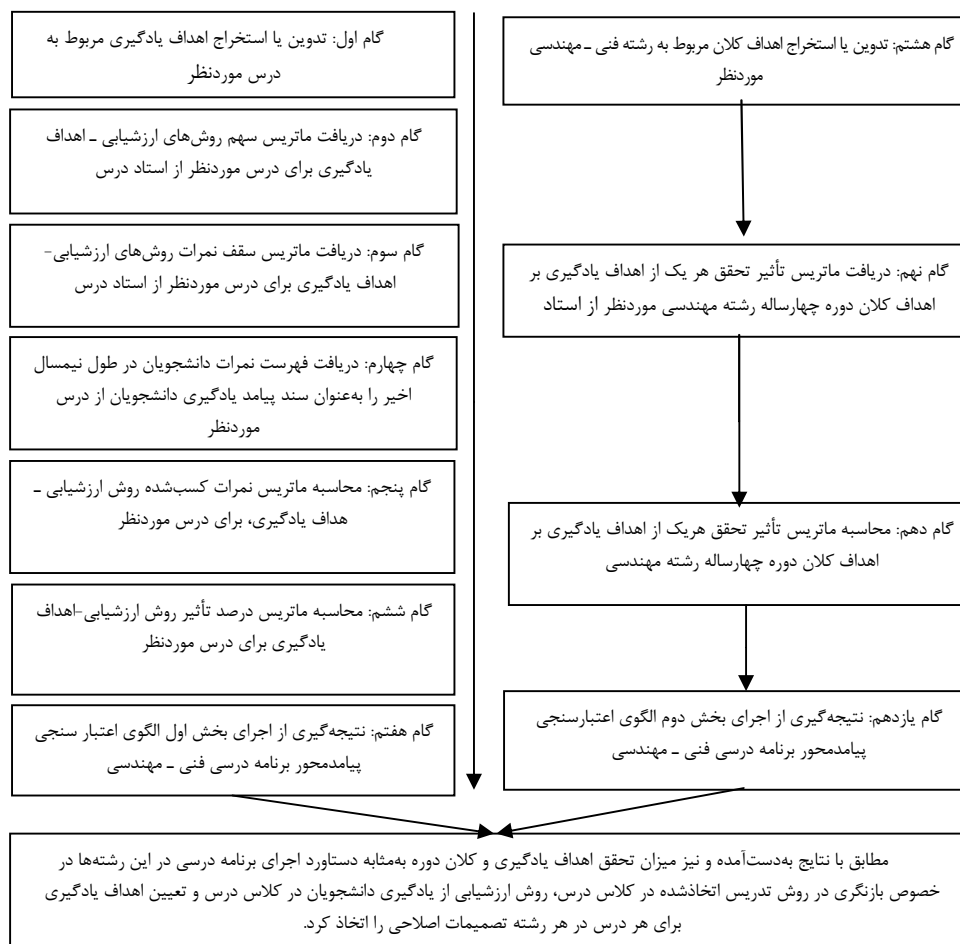 گام اول: تدوین یا استخراج اهداف یادگیری مربوط به
درس موردنظر
گام دوم: دریافت ماتریس سهم روش‌های ارزشیابی ـ اهداف
یادگیری برای درس موردنظر از استاد درس
گام سوم: دریافت ماتریس سقف نمرات روش‌های ارزشیابی-
اهداف یادگیری برای درس موردنظر از استاد درس
گام چهارم: دریافت فهرست نمرات دانشجویان در طول نیمسال
اخیر را به‌عنوان سند پیامد یادگیری دانشجویان از درس
موردنظر
گام پنجم: محاسبه ماتریس نمرات کسب‌شده روش ارزشیابی ـ
هداف یادگیری، برای درس موردنظر
گام ششم: محاسبه ماتریس درصد تأثیر روش ارزشیابی-اهداف
یادگیری برای درس موردنظر
گام هفتم: نتیجه‌گیری از اجرای بخش اول الگوی اعتبار سنجی
پیامدمحور برنامه درسی فنی ـ مهندسی
گام هشتم: تدوین یا استخراج اهداف کلان مربوط به رشته فنی ـ مهندسی
موردنظر
گام نهم: دریافت ماتریس تأثیر تحقق هر یک از اهداف یادگیری بر
اهداف کلان دوره چهارساله رشته مهندسی موردنظر از استاد
گام دهم: محاسبه ماتریس تأثیر تحقق هریک از اهداف یادگیری بر
اهداف کلان دوره چهارساله رشته مهندسی
گام یازدهم: نتیجه‌گیری از اجرای بخش دوم الگوی اعتبارسنجی
پیامدمحور برنامه درسی فنی ـ مهندسی
مطابق با نتایج به‌دست‌آمده و نیز میزان تحقق اهداف یادگیری و کلان دوره به‌مثابه دستاورد اجرای برنامه درسی در این رشته‌ها در
خصوص بازنگری در روش تدریس اتخاذشده در کلاس درس، روش ارزشیابی از یادگیری دانشجویان در کلاس درس و تعیین اهداف یادگیری
برای هر درس در هر رشته تصمیمات اصلاحی را اتخاذ کرد.